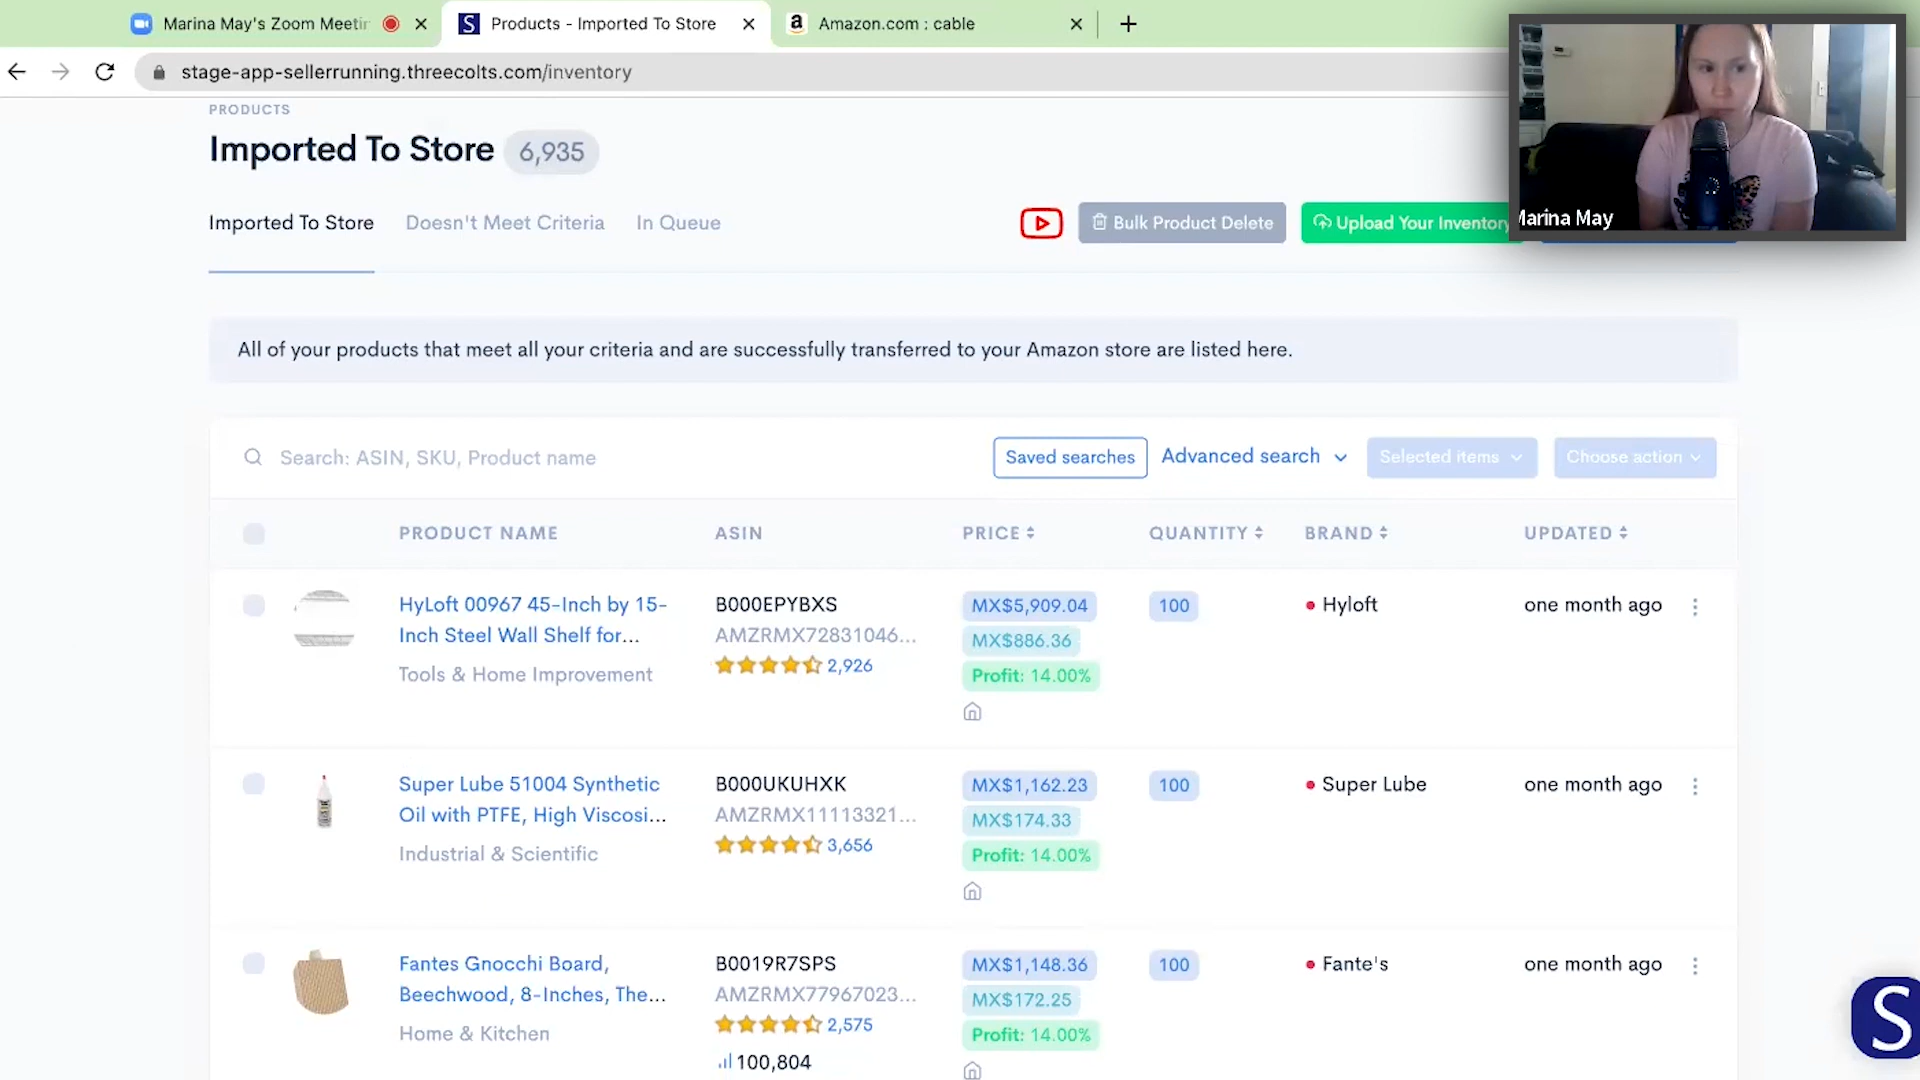 Marina May's Zoom Meetin
Products - Imported To Store
Amazon.com : cable
stage-app-sellerrunning.threecolts.com/inventory
PRODUCTS
Imported To Store 6,935
Imported To Store
Doesn't Meet Criteria
In Queue
Bulk Product Delete
Upload Your Inventory
Marina May
All of your products that meet all your criteria and are successfully transferred to your Amazon store are listed here.
Search: ASIN, SKU, Product name
Saved searches
Advanced search
Selected items
Choose action
PRODUCT NAME
ASIN
PRICE
QUANTITY
BRAND
UPDATED
HyLoft 00967 45-Inch by 15-
Inch Steel Wall Shelf for...
Tools & Home Improvement
B000EPYBXS
AMZRMX72831046...
2,926
MX$5,909.04
MX$886.36
Profit: 14.00%
100
Hyloft
one month ago
Super Lube 51004 Synthetic
Oil with PTFE, High Viscosi...
Industrial & Scientific
B000UKUHXK
AMZRMX11113321...
3,656
MX$1,162.23
MX$174.33
Profit: 14.00%
100
Super Lube
one month ago
Fantes Gnocchi Board,
Beechwood, 8-Inches, The...
Home & Kitchen
B0019R7SPS
AMZRMX77967023...
2,575
100,804
MX$1,148.36
MX$172.25
Profit: 14.00%
100
Fante's
one month ago
S